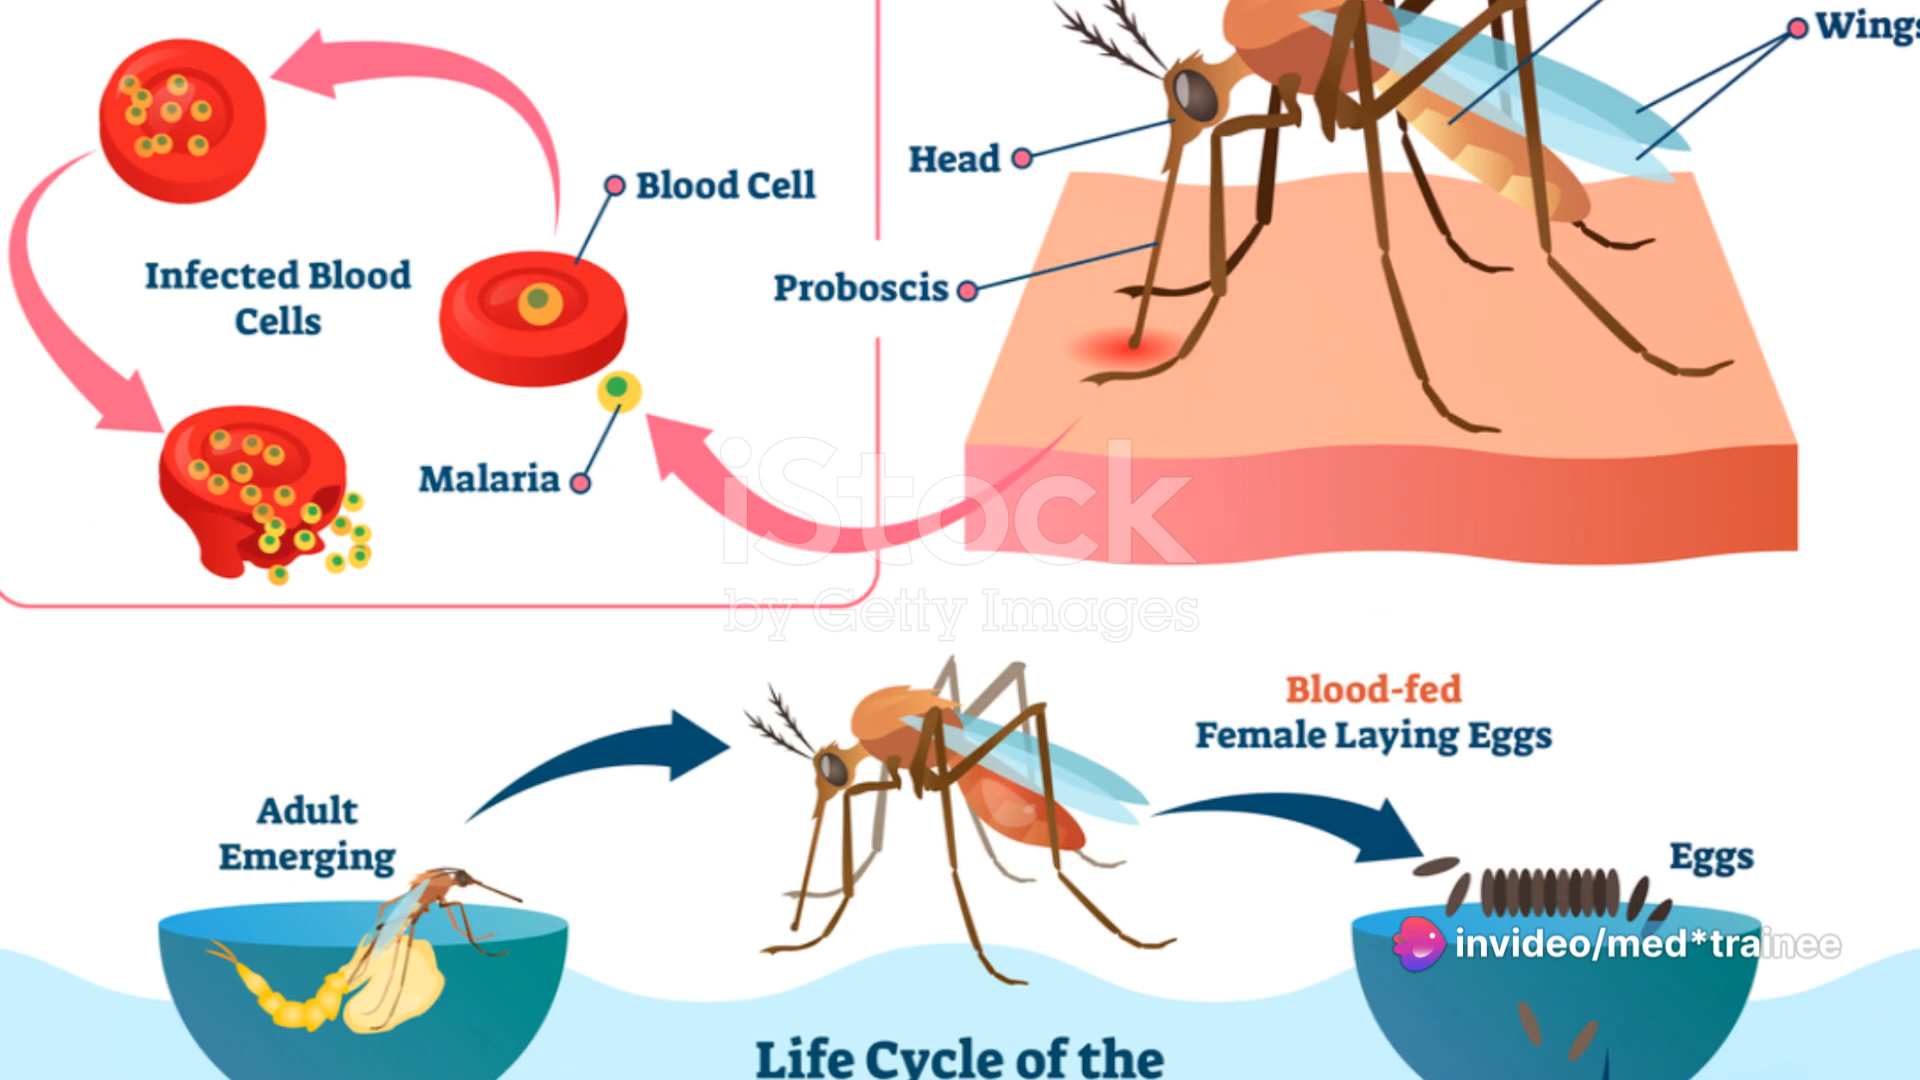 Wings
Head
Blood Cell
Infected Blood
Cells
Proboscis
Malaria
iStock
by Getty Images
Blood-fed
Female Laying Eggs
Adult
Emerging
Eggs
invideo/med*trainee
Life Cycle of the